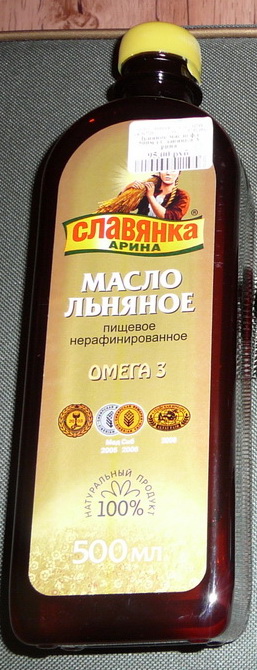 СЛАВЯНКА®
АРИНА
МАСЛО
ЛЬНЯНОЕ
пищевое
нерафинированное
ОМЕГА 3
НАТУРАЛЬНЫЙ ПРОДУКТ
100%
500 мл